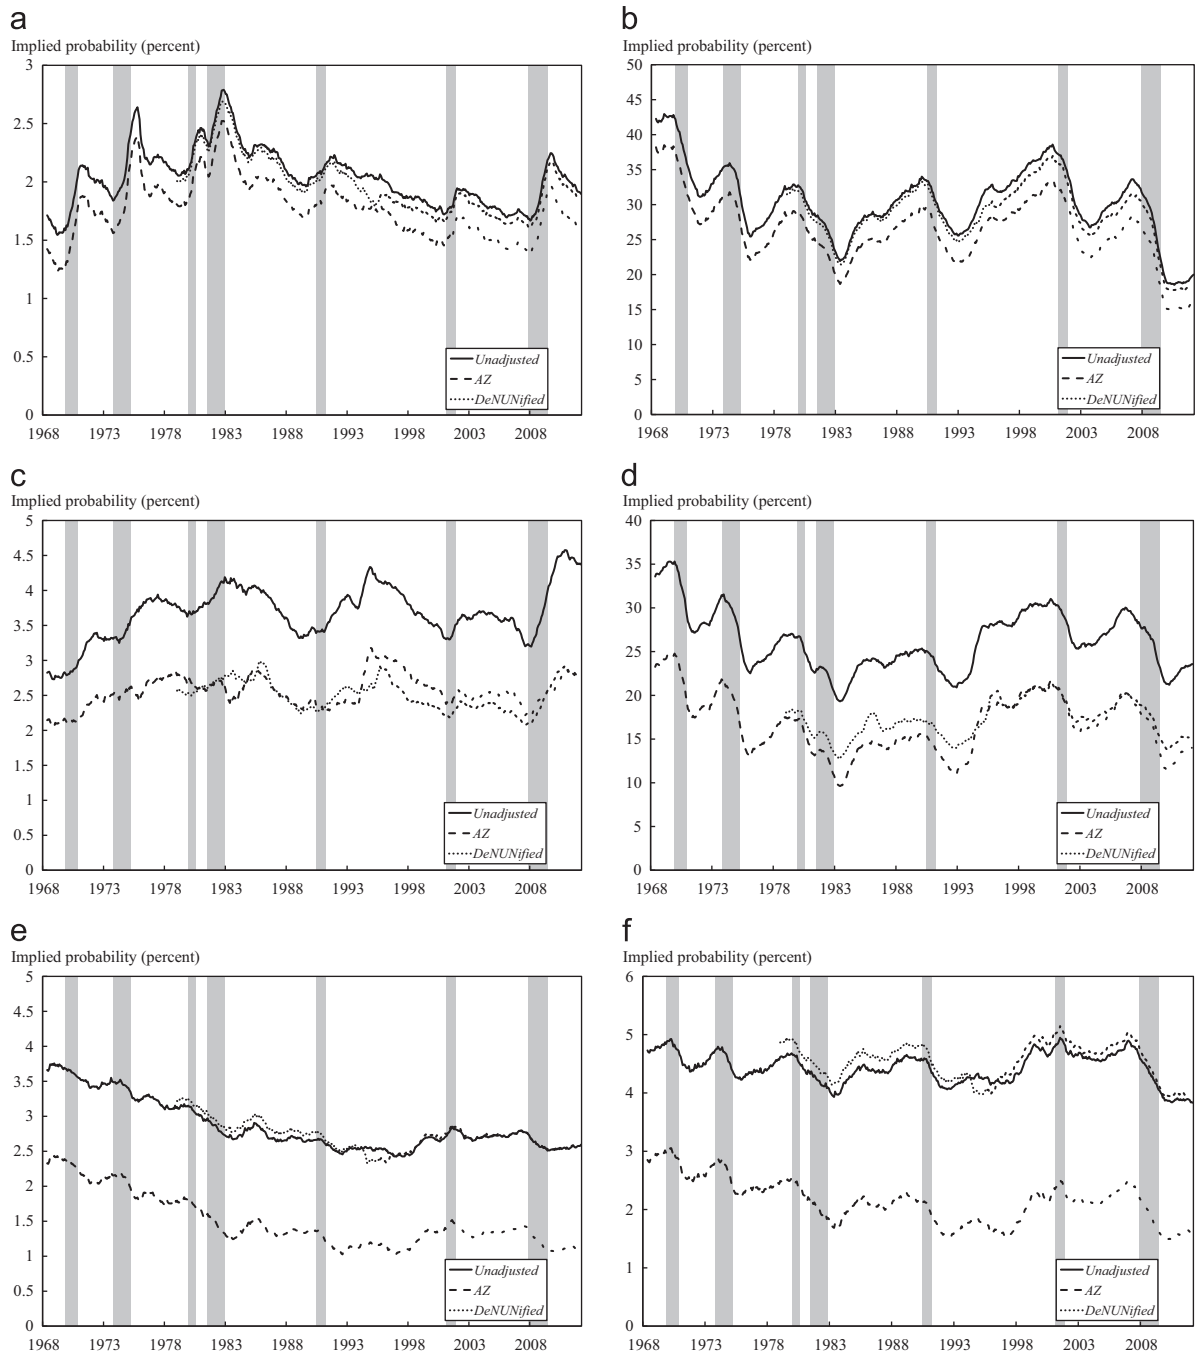 a
Implied probability (percent)
3
2.5
2
1.5
1
0.5
0
1968 1973 1978 1983 1988 1993 1998 2003 2008
Unadjusted
AZ
DeNUNified
b
Implied probability (percent)
50
45
40
35
30
25
20
15
10
5
0
1968 1973 1978 1983 1988 1993 1998 2003 2008
Unadjusted
AZ
DeNUNified
c
Implied probability (percent)
5
4.5
4
3.5
3
2.5
2
1.5
1
0.5
0
1968 1973 1978 1983 1988 1993 1998 2003 2008
Unadjusted
AZ
DeNUNified
d
Implied probability (percent)
40
35
30
25
20
15
10
5
0
1968 1973 1978 1983 1988 1993 1998 2003 2008
Unadjusted
AZ
DeNUNified
e
Implied probability (percent)
5
4.5
4
3.5
3
2.5
2
1.5
1
0.5
0
1968 1973 1978 1983 1988 1993 1998 2003 2008
Unadjusted
AZ
DeNUNified
f
Implied probability (percent)
6
5
4
3
2
1
0
1968 1973 1978 1983 1988 1993 1998 2003 2008
Unadjusted
AZ
DeNUNified